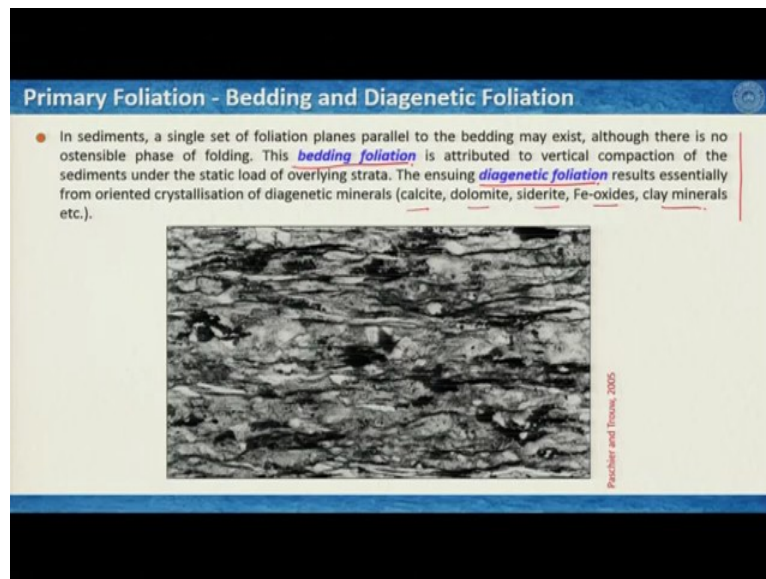 Primary Foliation - Bedding and Diagenetic Foliation
In sediments, a single set of foliation planes parallel to the bedding may exist, although there is no
ostensible phase of folding. This bedding foliation is attributed to vertical compaction of the
sediments under the static load of overlying strata. The ensuing diagenetic foliation results essentially
from oriented crystallisation of diagenetic minerals (calcite, dolomite, siderite, Fe-oxides, clay minerals
etc.).
Paschier and Trouw, 2005